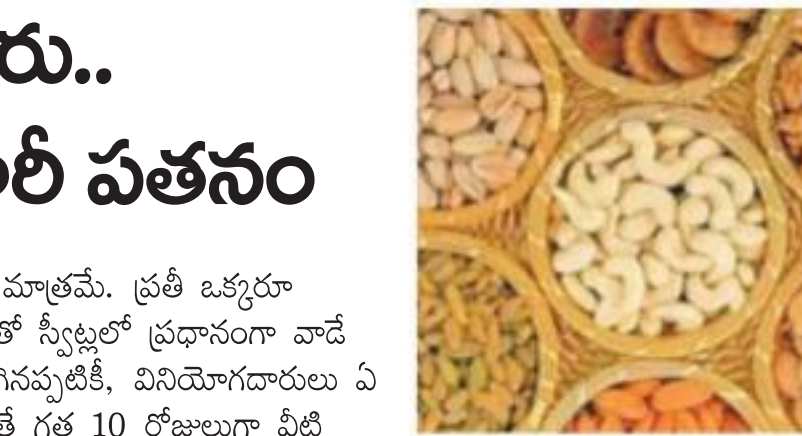 రు..
రీ పతనం
మాత్రమే. ప్రతీ ఒక్కరూ
తో స్వీట్లలో ప్రధానంగా వాడే
గినప్పటికీ, వినియోగదారులు ఏ
తే గత 10 రోజులుగా వీటి